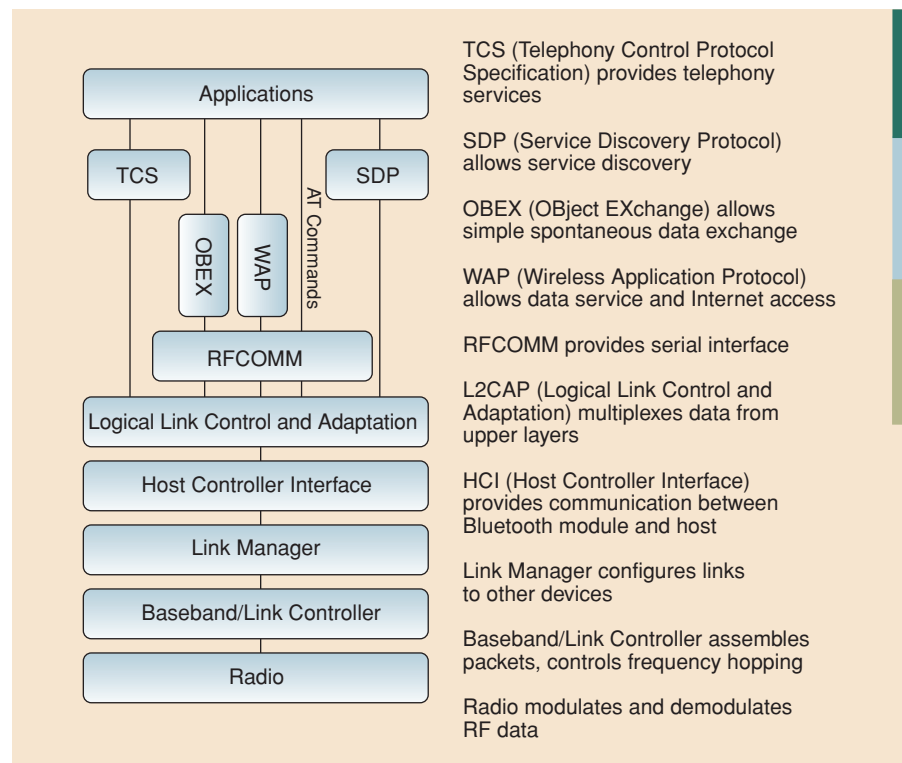 Applications
TCS
SDP
OBEX
WAP
AT Commands
RFCOMM
Logical Link Control and Adaptation
Host Controller Interface
Link Manager
Baseband/Link Controller
Radio
TCS (Telephony Control Protocol
Specification) provides telephony
services
SDP (Service Discovery Protocol)
allows service discovery
OBEX (OBject EXchange) allows
simple spontaneous data exchange
WAP (Wireless Application Protocol)
allows data service and Internet access
RFCOMM provides serial interface
L2CAP (Logical Link Control and
Adaptation) multiplexes data from
upper layers
HCI (Host Controller Interface)
provides communication between
Bluetooth module and host
Link Manager configures links
to other devices
Baseband/Link Controller assembles
packets, controls frequency hopping
Radio modulates and demodulates
RF data